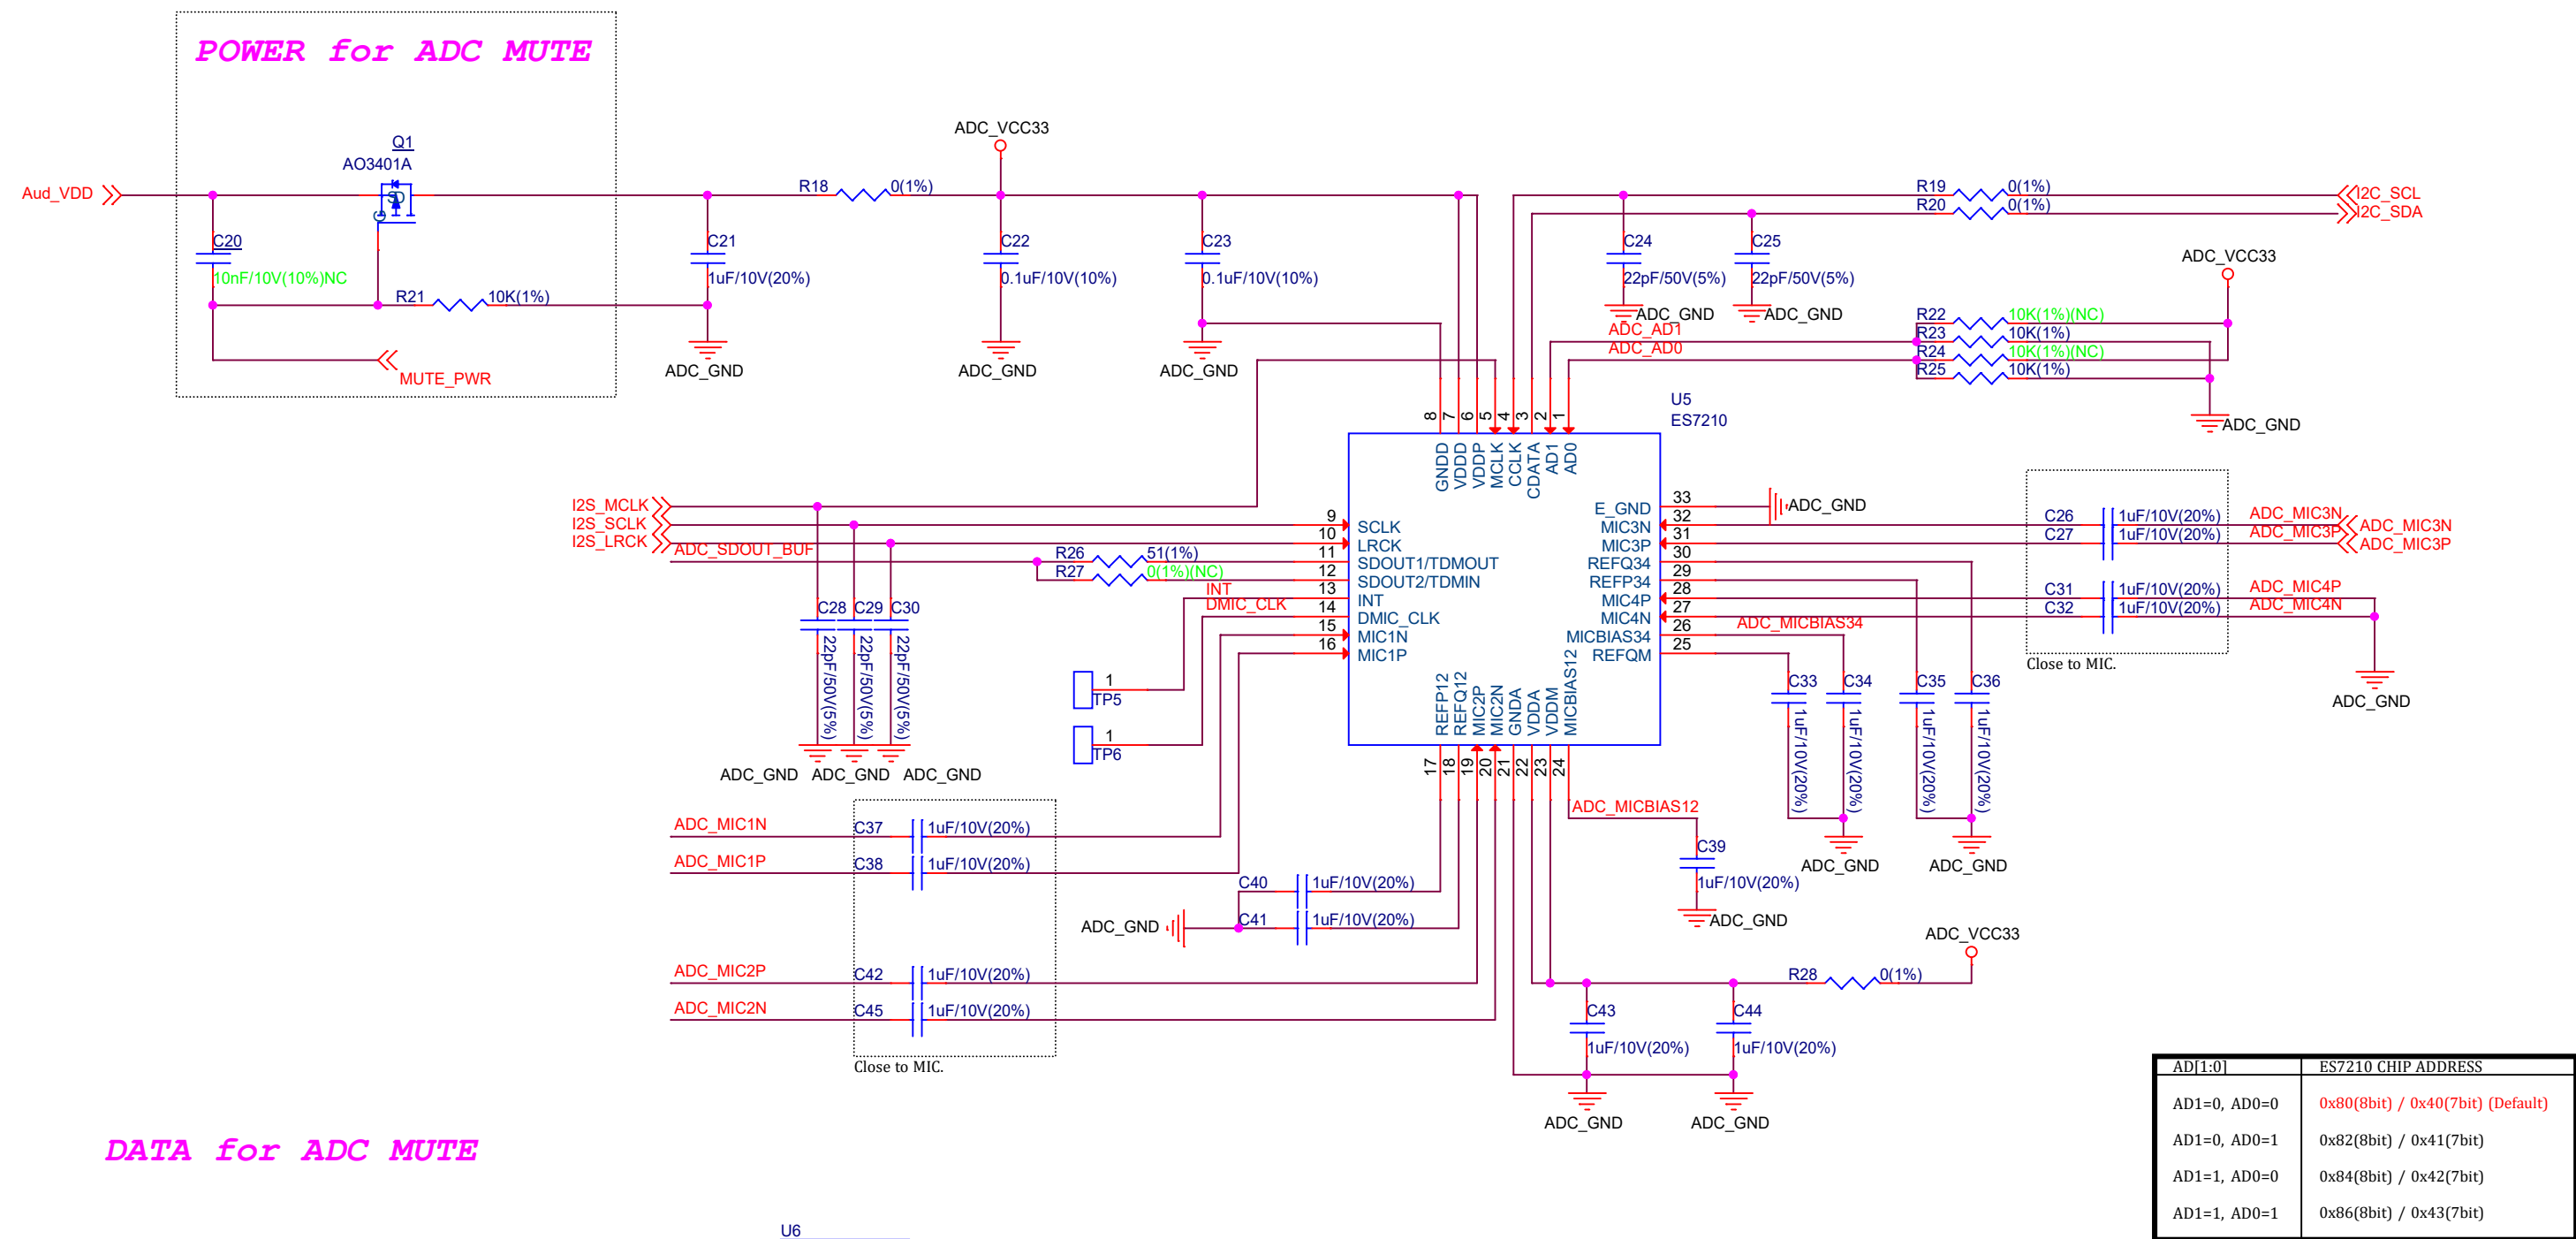 POWER for ADC MUTE
Q1
AO3401A
Aud_VDD
S
D
G
C20
10nF/10V(10%)NC
R21
10K(1%)
MUTE_PWR
C21
1uF/10V(20%)
ADC_GND
R18
0(1%)
ADC_VCC33
C22
0.1uF/10V(10%)
ADC_GND
C23
0.1uF/10V(10%)
ADC_GND
R19
0(1%)
I2C_SCL
R20
0(1%)
I2C_SDA
C24
22pF/50V(5%)
ADC_GND
C25
22pF/50V(5%)
ADC_GND
ADC_VCC33
ADC_AD1
ADC_AD0
R22
10K(1%)(NC)
R23
10K(1%)
R24
10K(1%)(NC)
R25
10K(1%)
ADC_GND
U5
ES7210
8
7
6
5
4
3
2
1
GNDD
VDDD
VDDP
MCLK
CCLK
CDATA
AD1
AD0
I2S_MCLK
I2S_SCLK
I2S_LRCK
ADC_SDOUT_BUF
R26
51(1%)
R27
0(1%)(NC)
INT
DMIC_CLK
9
10
11
12
13
14
15
16
SCLK
LRCK
SDOUT1/TDMOUT
SDOUT2/TDMIN
INT
DMIC_CLK
MIC1N
MIC1P
E_GND
MIC3N
MIC3P
REFQ34
REFP34
MIC4P
MIC4N
MICBIAS34
REFQM
33
32
31
30
29
28
27
26
25
ADC_GND
ADC_MICBIAS34
C26
1uF/10V(20%)
ADC_MIC3N
ADC_MIC3N
C27
1uF/10V(20%)
ADC_MIC3P
ADC_MIC3P
C31
1uF/10V(20%)
ADC_MIC4P
C32
1uF/10V(20%)
ADC_MIC4N
Close to MIC.
ADC_GND
C28
22pF/50V(5%)
C29
22pF/50V(5%)
C30
22pF/50V(5%)
ADC_GND
ADC_GND
ADC_GND
1
TP5
1
TP6
REFP12
REFQ12
MIC2P
MIC2N
GNDA
VDDA
VDDM
MICBIAS12
17
18
19
20
21
22
23
24
C33
1uF/10V(20%)
C34
1uF/10V(20%)
C35
1uF/10V(20%)
C36
1uF/10V(20%)
ADC_GND
ADC_GND
ADC_MICBIAS12
C39
1uF/10V(20%)
ADC_GND
ADC_MIC1N
C37
1uF/10V(20%)
ADC_MIC1P
C38
1uF/10V(20%)
C40
1uF/10V(20%)
ADC_GND
C41
1uF/10V(20%)
ADC_MIC2P
C42
1uF/10V(20%)
ADC_MIC2N
C45
1uF/10V(20%)
Close to MIC.
ADC_VCC33
R28
0(1%)
C43
1uF/10V(20%)
C44
1uF/10V(20%)
ADC_GND
ADC_GND
AD[1:0] ES7210 CHIP ADDRESS
AD1=0, AD0=0 0x80(8bit) / 0x40(7bit) (Default)
AD1=0, AD0=1 0x82(8bit) / 0x41(7bit)
AD1=1, AD0=0 0x84(8bit) / 0x42(7bit)
AD1=1, AD0=1 0x86(8bit) / 0x43(7bit)
DATA for ADC MUTE
U6